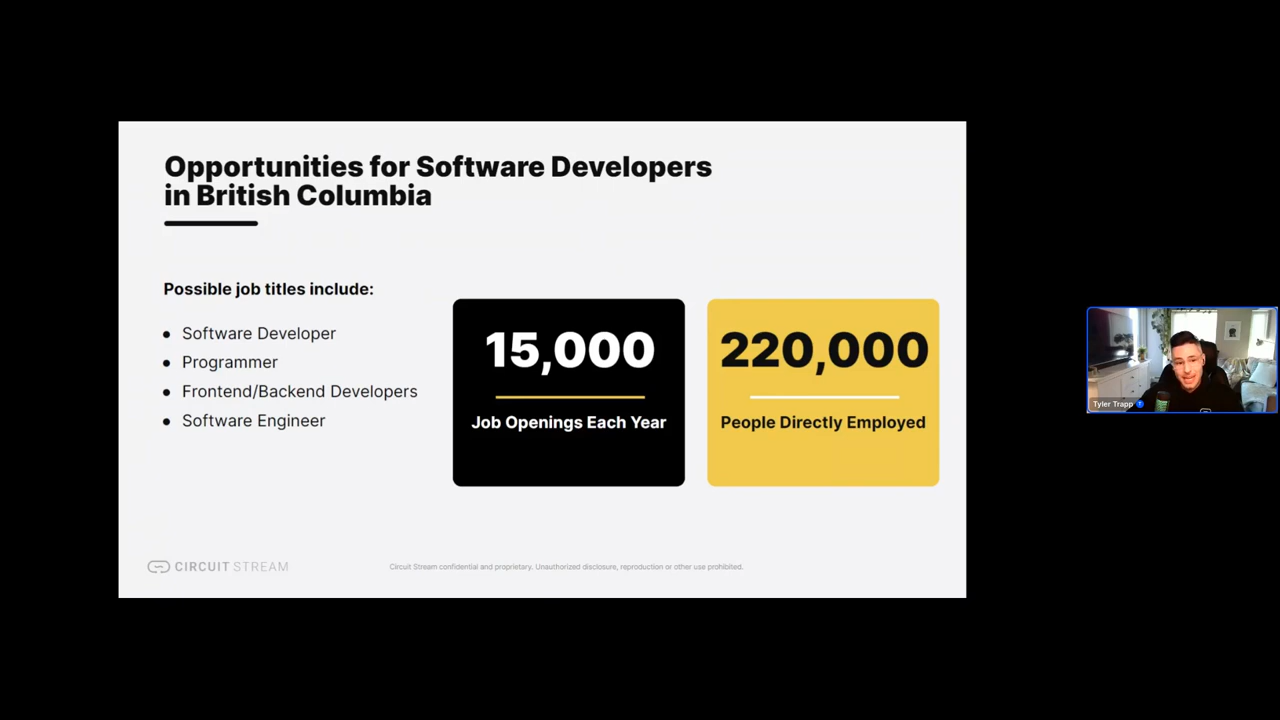 Opportunities for Software Developers
in British Columbia
Possible job titles include:
● Software Developer
● Programmer
● Frontend/Backend Developers
● Software Engineer
15,000
Job Openings Each Year
220,000
People Directly Employed
CIRCUIT STREAM
Circuit Stream confidential and proprietary. Unauthorized disclosure, reproduction or other use prohibited.
Tyler Trapp